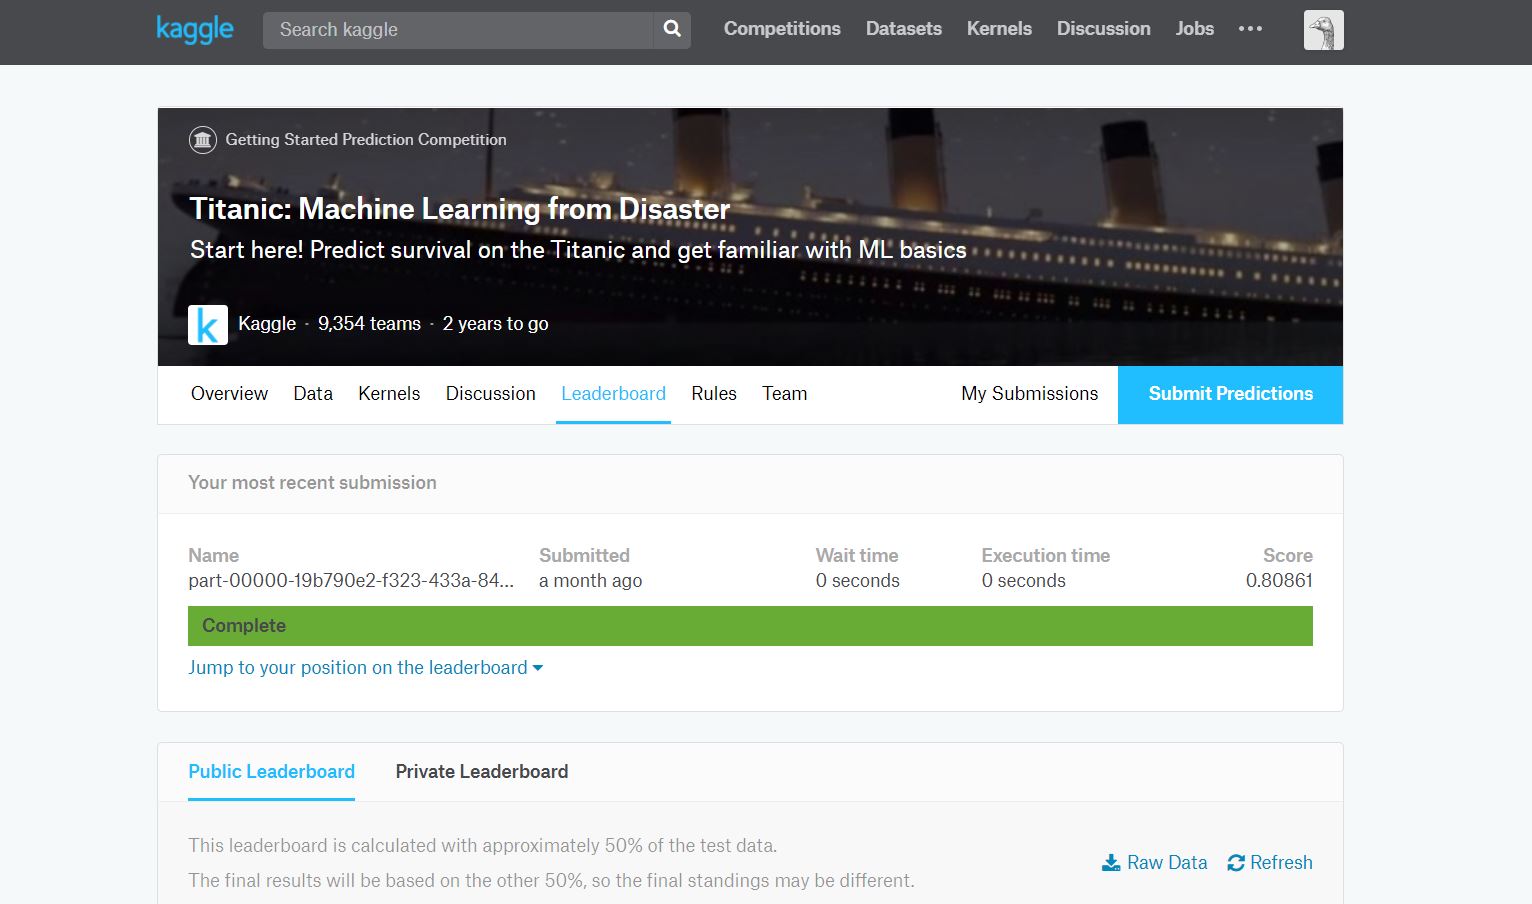 kaggle Search kaggle Competitions Datasets Kernels Discussion Jobs
Getting Started Prediction Competition
Titanic: Machine Learning from Disaster
Start here! Predict survival on the Titanic and get familiar with ML basics
k Kaggle · 9,354 teams · 2 years to go
Overview Data Kernels Discussion Leaderboard Rules Team My Submissions Submit Predictions
Your most recent submission
Name Submitted Wait time Execution time Score
part-00000-19b790e2-f323-433a-84... a month ago 0 seconds 0 seconds 0.80861
Complete
Jump to your position on the leaderboard
Public Leaderboard Private Leaderboard
This leaderboard is calculated with approximately 50% of the test data.
The final results will be based on the other 50%, so the final standings may be different.
Raw Data Refresh